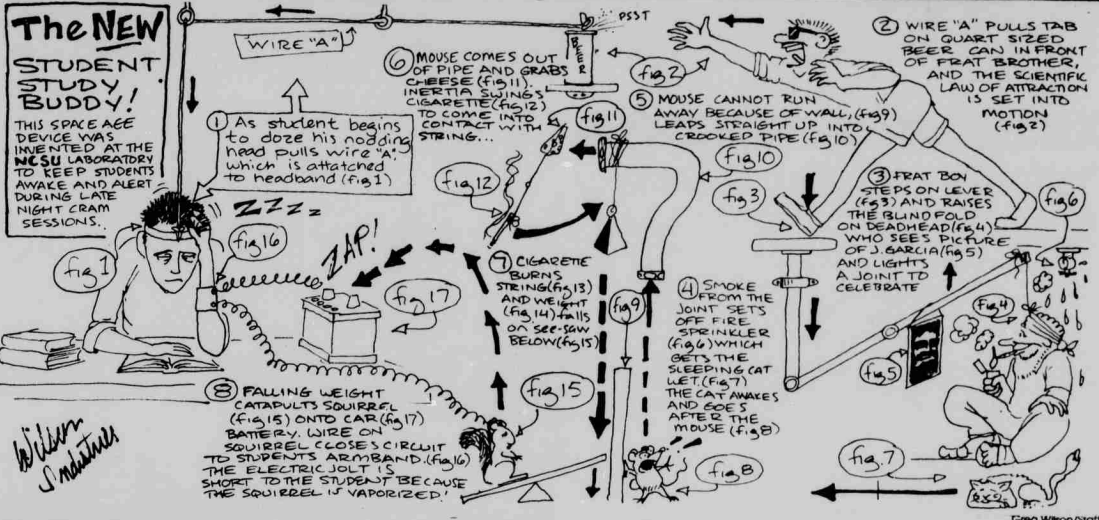 The NEW
STUDENT
STUDY
BUDDY!
THIS SPACE AGE
DEVICE WAS
INVENTED AT THE
NCSU LABORATORY
TO KEEP STUDENTS
AWAKE AND ALERT
DURING LATE
NIGHT CRAM
SESSIONS.
WIRE "A"
① As student begins
to doze his nodding
head pulls wire "A"
which is attatched
to headband (fig 1)
ZZZZ
fig 1
fig 16
BEER
PSST
fig 2
② WIRE "A" PULLS TAB
ON QUART SIZED
BEER CAN IN FRONT
OF FRAT BROTHER,
AND THE SCIENTIFIC
LAW OF ATTRACTION
IS SET INTO
MOTION
(fig 2)
③ FRAT BOY
STEPS ON LEVER
(fig 3) AND RAISES
THE BLINDFOLD
ON DEADHEAD (fig 4)
WHO SEES PICTURE
OF J. GARCIA (fig 5)
AND LIGHTS
A JOINT TO
CELEBRATE
fig 3
fig 6
fig 4
fig 5
④ SMOKE
FROM THE
JOINT SETS
OFF FIRE
SPRINKLER
(fig 6) WHICH
GETS THE
SLEEPING CAT
WET. (fig 7)
THE CAT AWAKES
AND GOES
AFTER THE
MOUSE (fig 8)
fig 7
fig 8
⑤ MOUSE CANNOT RUN
AWAY BECAUSE OF WALL, (fig 9)
LEADS STRAIGHT UP INTO
CROOKED PIPE (fig 10)
fig 9
fig 10
⑥ MOUSE COMES OUT
OF PIPE AND GRABS
CHEESE (fig 11).
INERTIA SWINGS
CIGARETTE (fig 12)
TO COME INTO
CONTACT WITH
STRING...
fig 11
fig 12
⑦ CIGARETTE
BURNS
STRING (fig 13)
AND WEIGHT
(fig 14) falls
on see-saw
BELOW (fig 15)
ZAP!
fig 17
fig 15
⑧ FALLING WEIGHT
CATAPULTS SQUIRREL
(fig 15) ONTO CAR (fig 17)
BATTERY. WIRE ON
SQUIRREL CLOSES CIRCUIT
TO STUDENTS ARMBAND. (fig 16)
THE ELECTRIC JOLT IS
SHORT TO THE STUDENT BECAUSE
THE SQUIRREL IS VAPORIZED!
Wilson
Industries
Greg Wilson/Staff